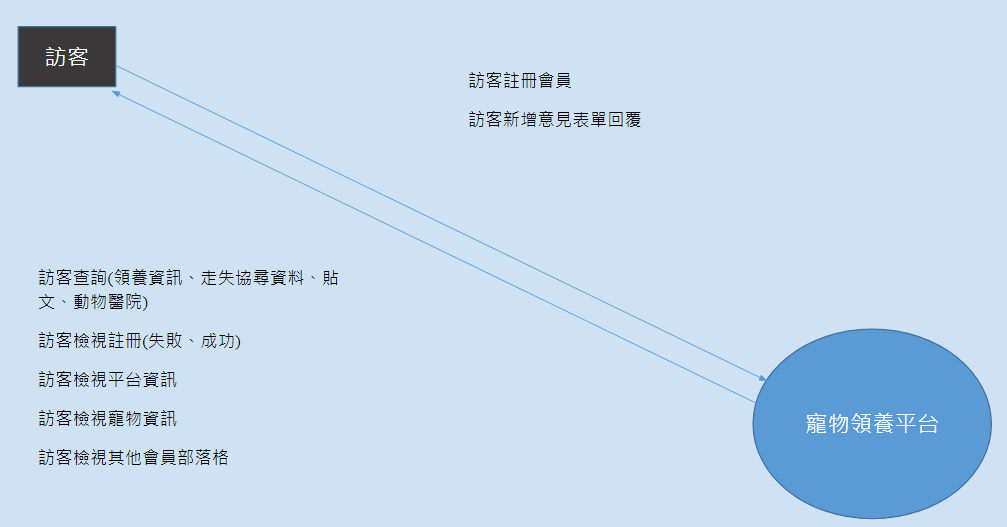 訪客
訪客註冊會員
訪客新增意見表單回覆
訪客查詢(領養資訊、走失協尋資料、貼
文、動物醫院)
訪客檢視註冊(失敗、成功)
訪客檢視平台資訊
訪客檢視寵物資訊
訪客檢視其他會員部落格
寵物領養平台